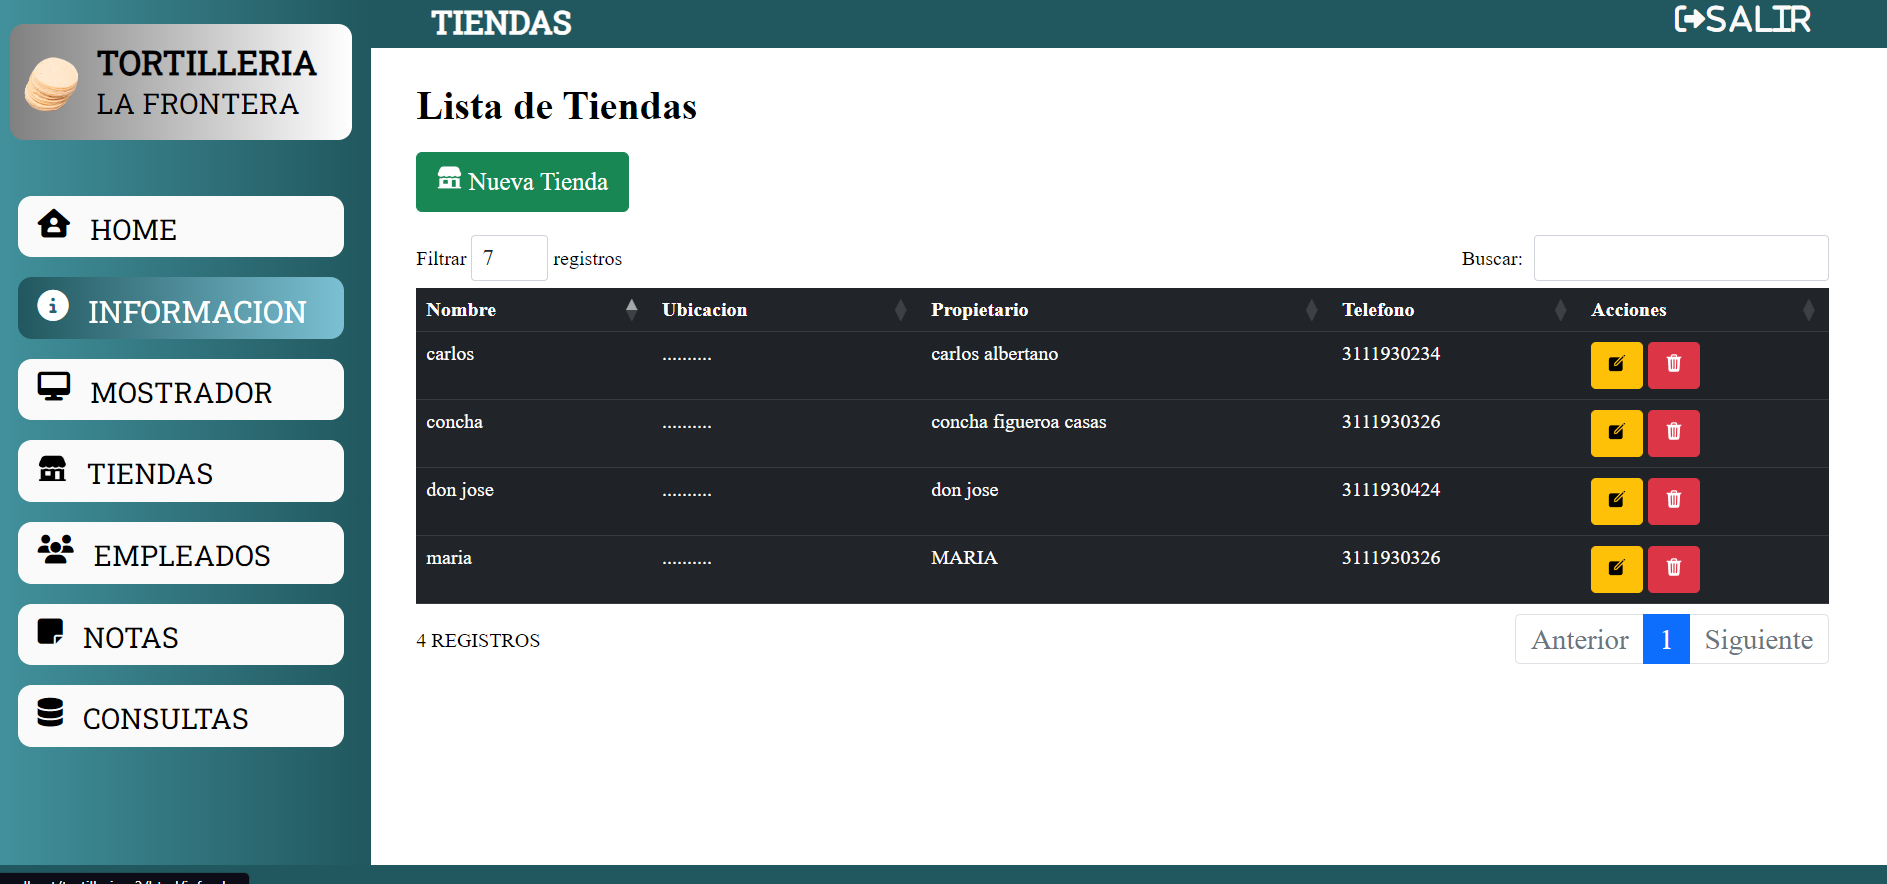 TIENDAS
SALIR
TORTILLERIA
LA FRONTERA
HOME
INFORMACION
MOSTRADOR
TIENDAS
EMPLEADOS
NOTAS
CONSULTAS
Lista de Tiendas
Nueva Tienda
Filtrar 7 registros
Buscar:
Nombre Ubicacion Propietario Telefono Acciones
carlos .......... carlos albertano 3111930234
concha .......... concha figueroa casas 3111930326
don jose .......... don jose 3111930424
maria .......... MARIA 3111930326
4 REGISTROS
Anterior 1 Siguiente